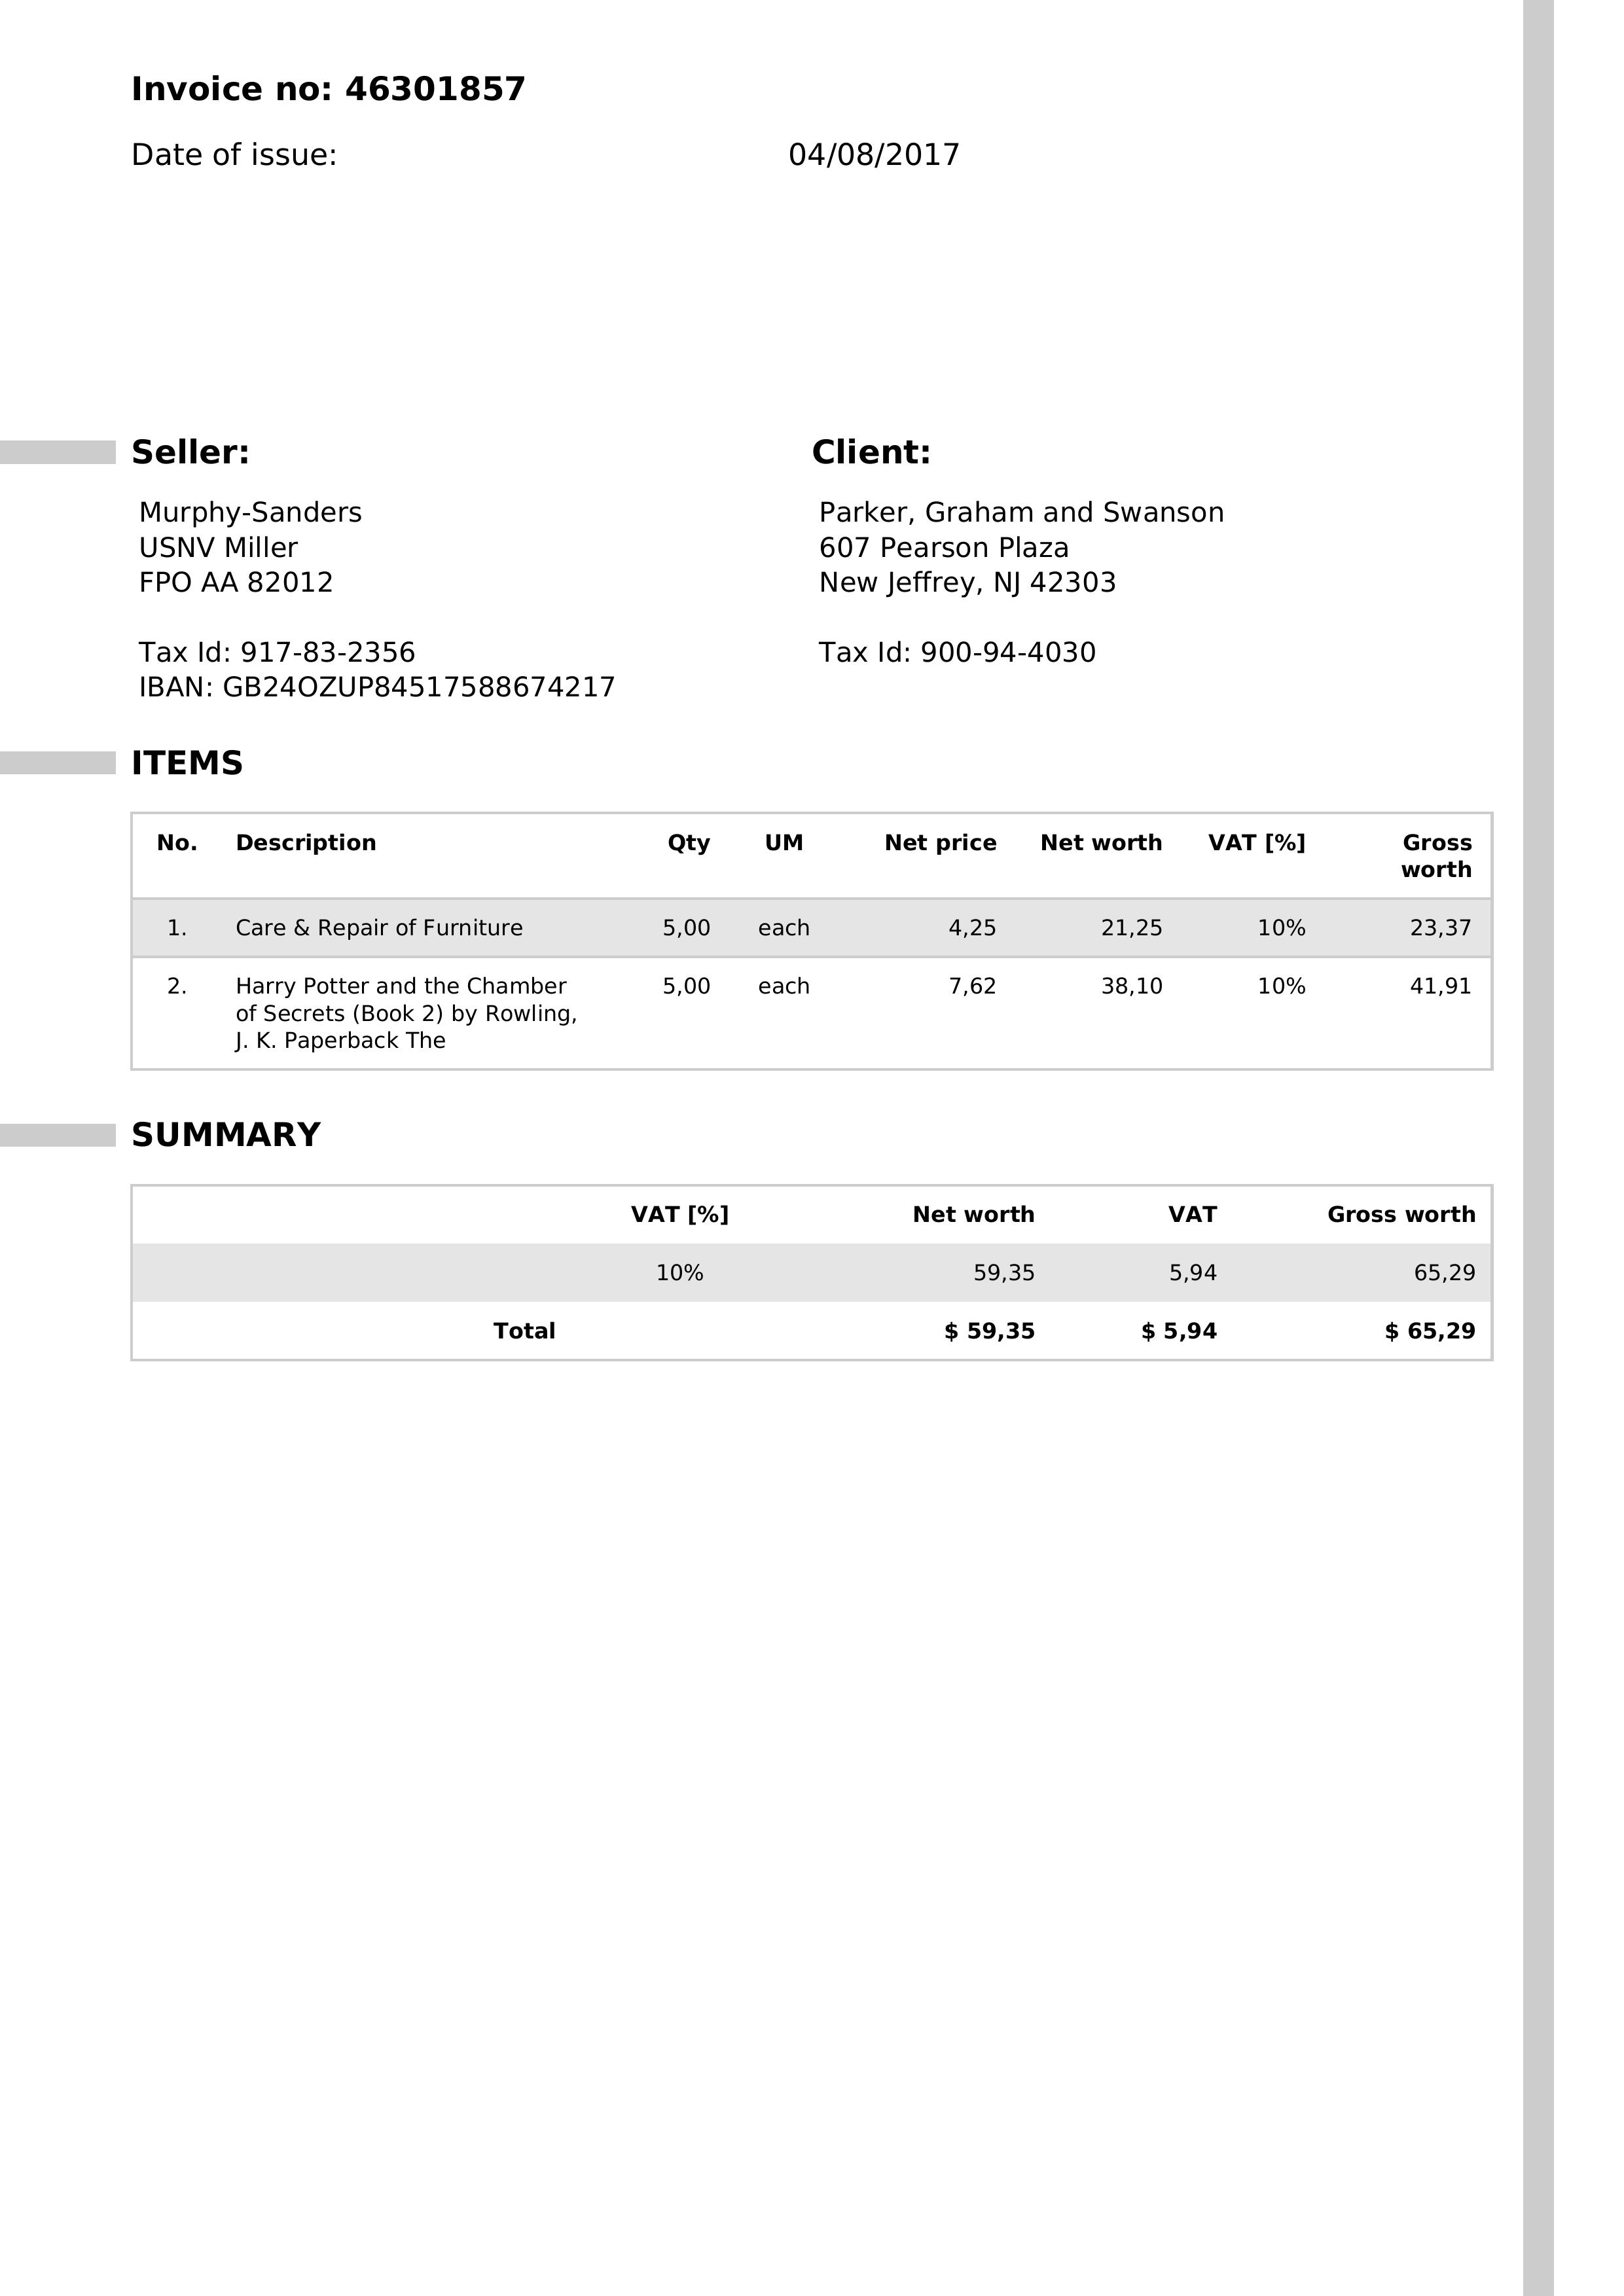 Invoice no: 46301857
Date of issue: 04/08/2017
Seller:
Murphy-Sanders
USNV Miller
FPO AA 82012
Tax Id: 917-83-2356
IBAN: GB24OZUP84517588674217
Client:
Parker, Graham and Swanson
607 Pearson Plaza
New Jeffrey, NJ 42303
Tax Id: 900-94-4030
ITEMS
No. Description Qty UM Net price Net worth VAT [%] Gross
worth
1. Care & Repair of Furniture 5,00 each 4,25 21,25 10% 23,37
2. Harry Potter and the Chamber 5,00 each 7,62 38,10 10% 41,91
of Secrets (Book 2) by Rowling,
J. K. Paperback The
SUMMARY
VAT [%] Net worth VAT Gross worth
10% 59,35 5,94 65,29
Total $ 59,35 $ 5,94 $ 65,29